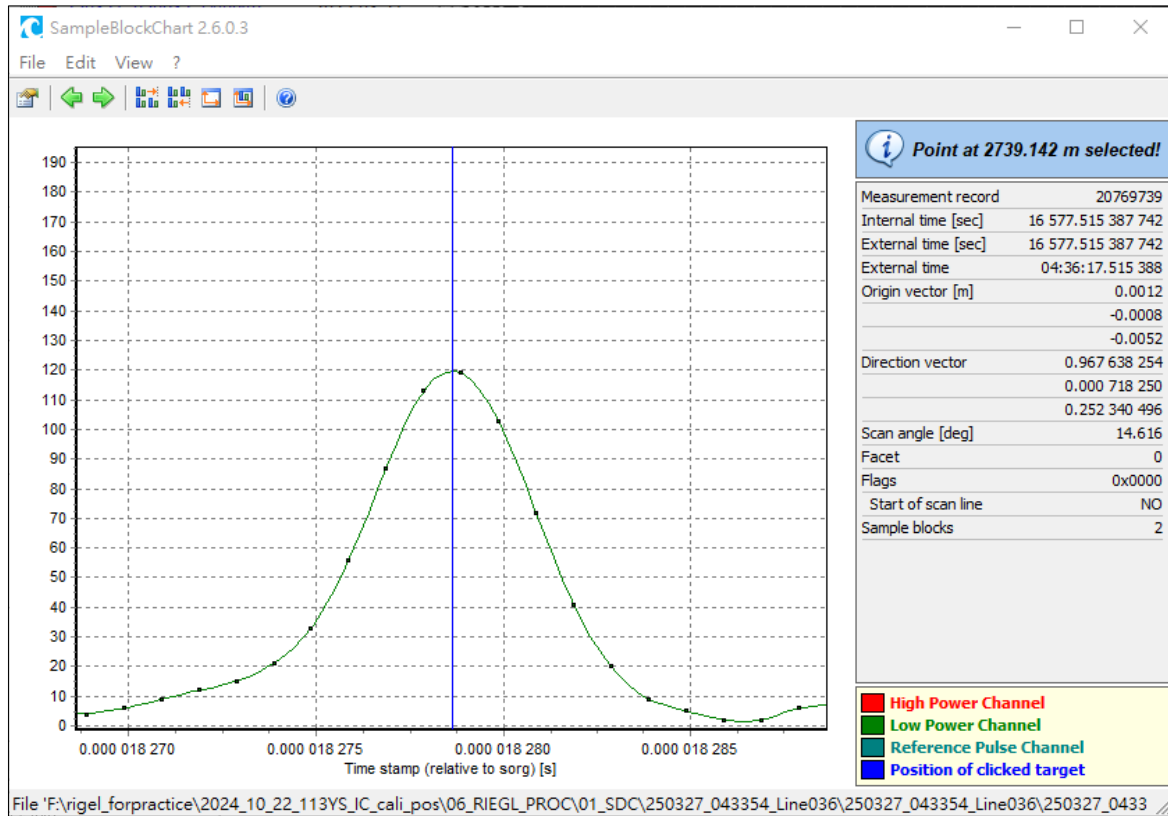 SampleBlockChart 2.6.0.3
File Edit View ?
Point at 2739.142 m selected!
Measurement record 20769739
Internal time [sec] 16 577.515 387 742
External time [sec] 16 577.515 387 742
External time 04:36:17.515 388
Origin vector [m] 0.0012
-0.0008
-0.0052
Direction vector 0.967 638 254
0.000 718 250
0.252 340 496
Scan angle [deg] 14.616
Facet 0
Flags 0x0000
Start of scan line NO
Sample blocks 2
190
180
170
160
150
140
130
120
110
100
90
80
70
60
50
40
30
20
10
0
0.000 018 270 0.000 018 275 0.000 018 280 0.000 018 285
Time stamp (relative to sorg) [s]
High Power Channel
Low Power Channel
Reference Pulse Channel
Position of clicked target
File 'F:\rigel_forpractice\2024_10_22_113YS_IC_cali_pos\06_RIEGL_PROC\01_SDC\250327_043354_Line036\250327_043354_Line036\250327_0433